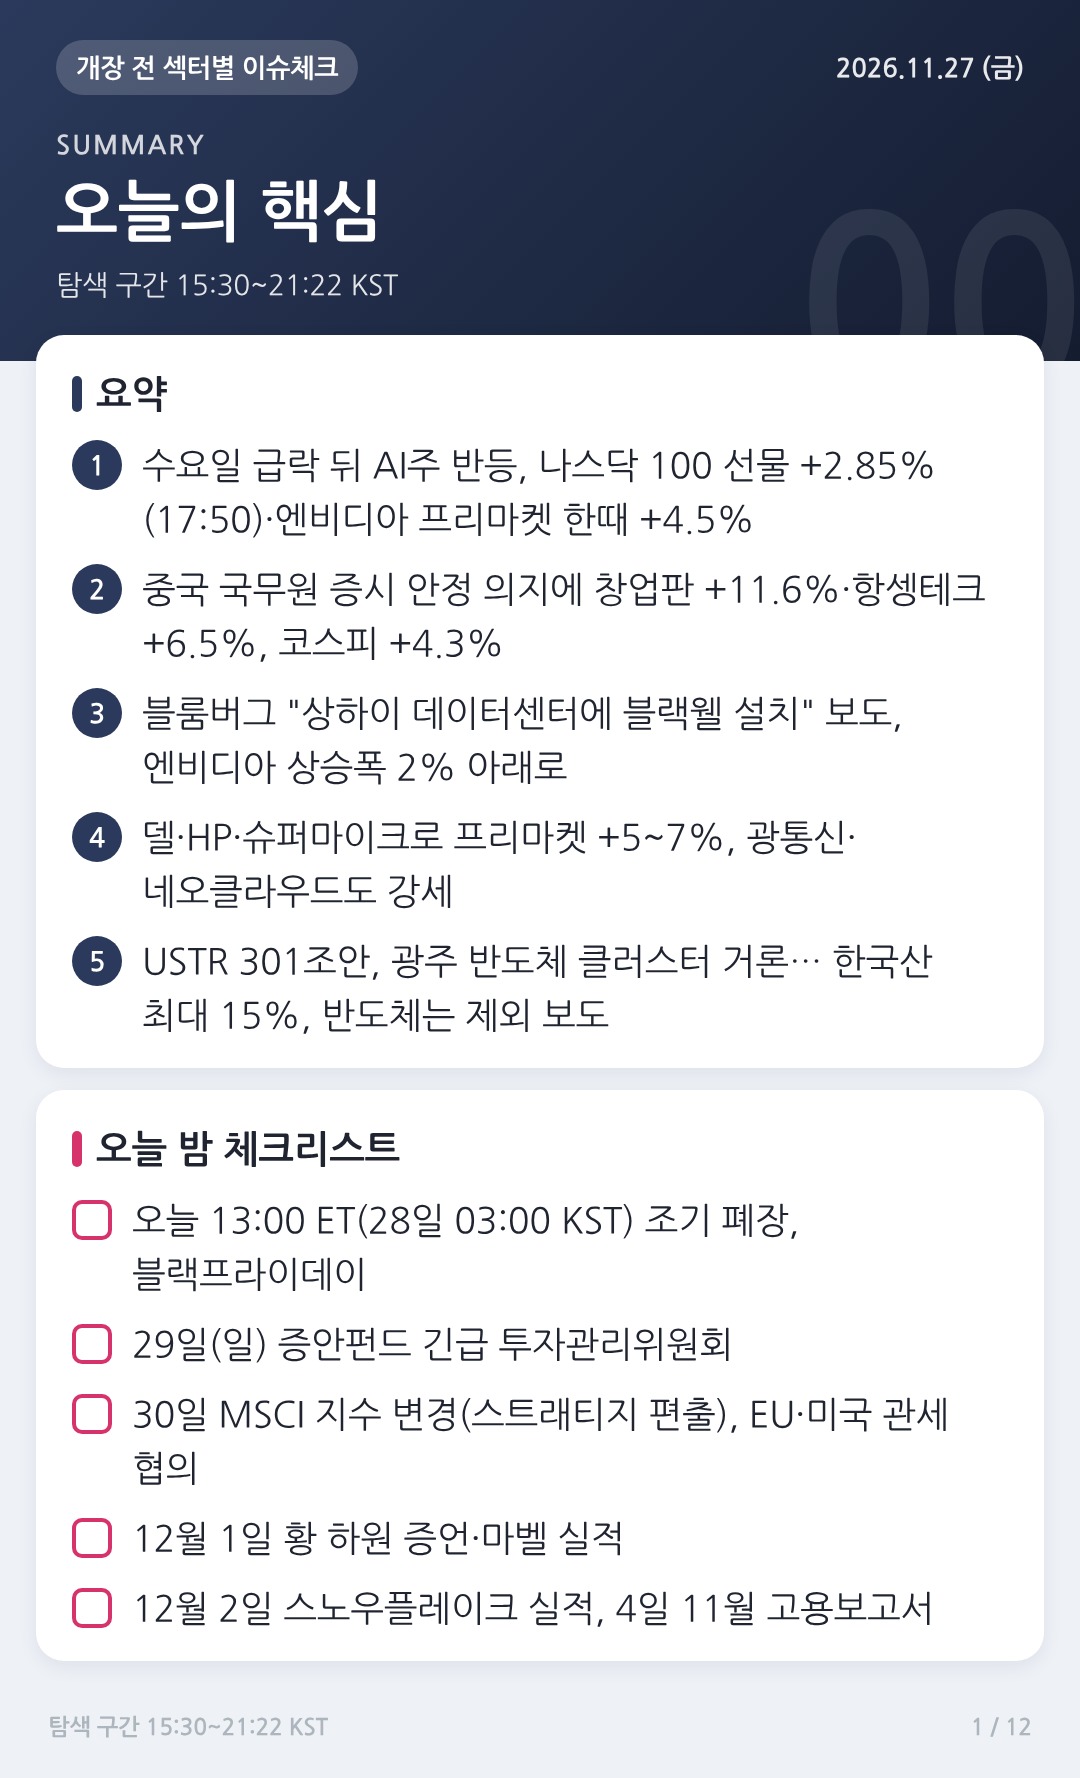 개장 전 섹터별 이슈체크
2026.11.27 (금)
SUMMARY
오늘의 핵심
탐색 구간 15:30~21:22 KST
00
요약
1 수요일 급락 뒤 AI주 반등, 나스닥 100 선물 +2.85%
(17:50)·엔비디아 프리마켓 한때 +4.5%
2 중국 국무원 증시 안정 의지에 창업판 +11.6%·항셍테크
+6.5%, 코스피 +4.3%
3 블룸버그 "상하이 데이터센터에 블랙웰 설치" 보도,
엔비디아 상승폭 2% 아래로
4 델·HP·슈퍼마이크로 프리마켓 +5~7%, 광통신·
네오클라우드도 강세
5 USTR 301조안, 광주 반도체 클러스터 거론… 한국산
최대 15%, 반도체는 제외 보도
오늘 밤 체크리스트
오늘 13:00 ET(28일 03:00 KST) 조기 폐장,
블랙프라이데이
29일(일) 증안펀드 긴급 투자관리위원회
30일 MSCI 지수 변경(스트래티지 편출), EU·미국 관세
협의
12월 1일 황 하원 증언·마벨 실적
12월 2일 스노우플레이크 실적, 4일 11월 고용보고서
탐색 구간 15:30~21:22 KST
1 / 12